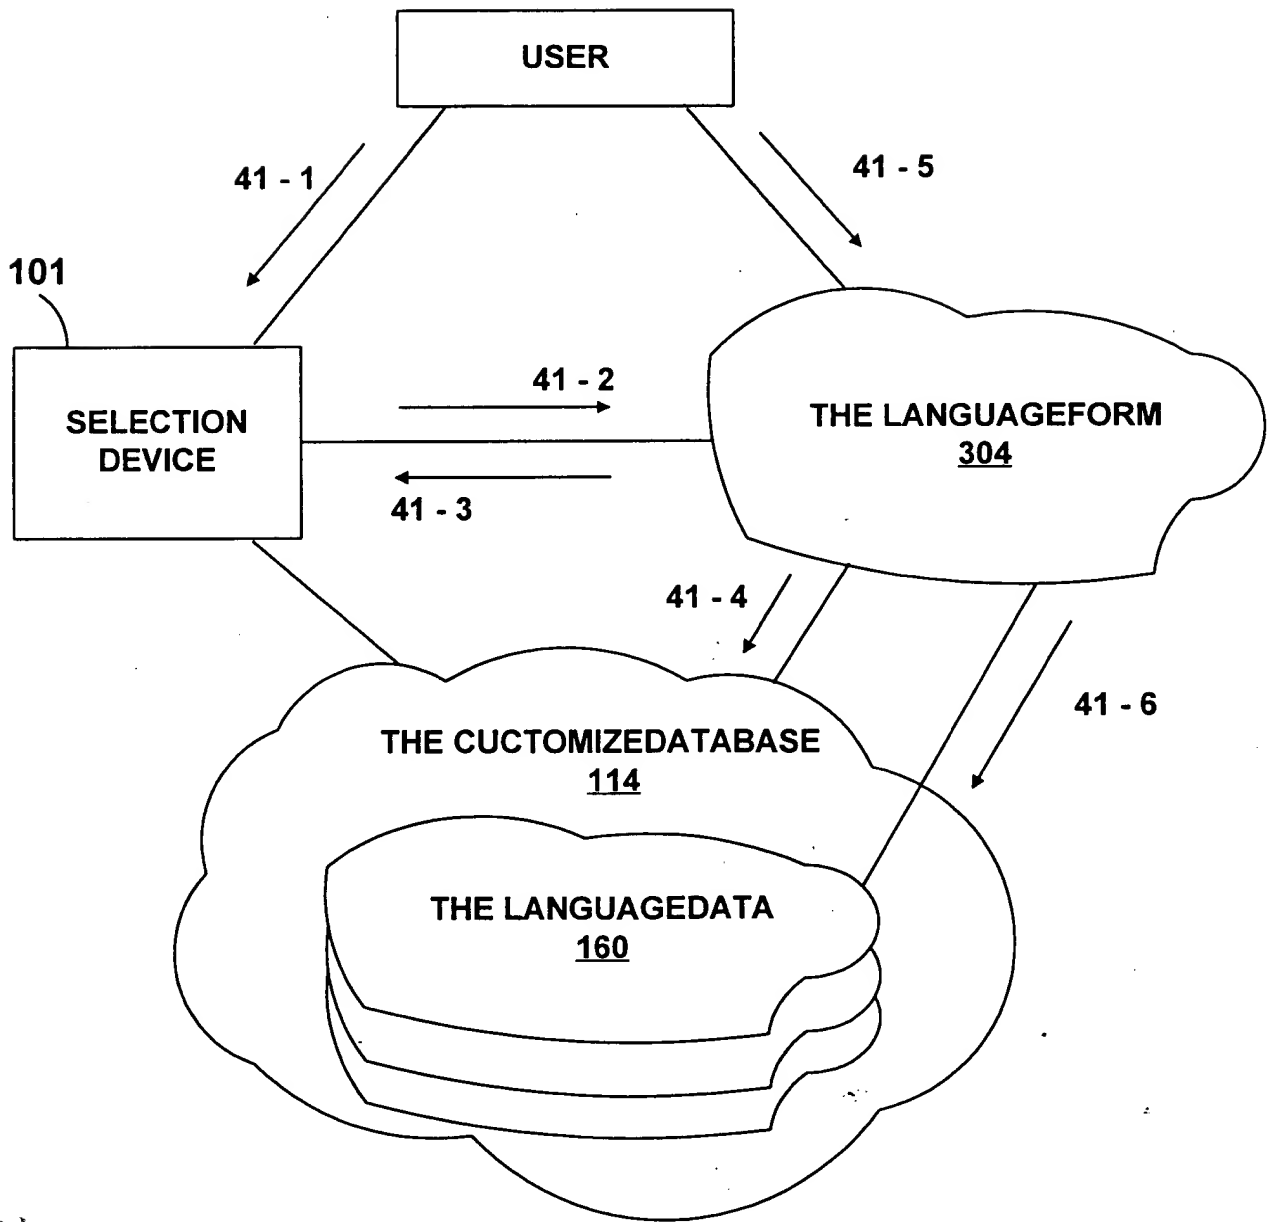 USER
41 - 1
41 - 5
101
SELECTION
DEVICE
41 - 2
41 - 3
THE LANGUAGEFORM
304
41 - 4
41 - 6
THE CUCTOMIZEDATABASE
114
THE LANGUAGEDATA
160